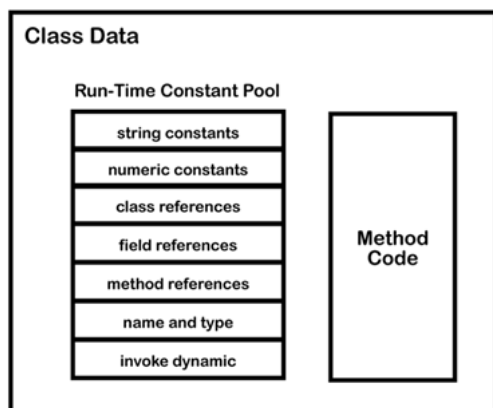 Class Data
Run-Time Constant Pool
string constants
numeric constants
class references
field references
method references
name and type
invoke dynamic
Method
Code